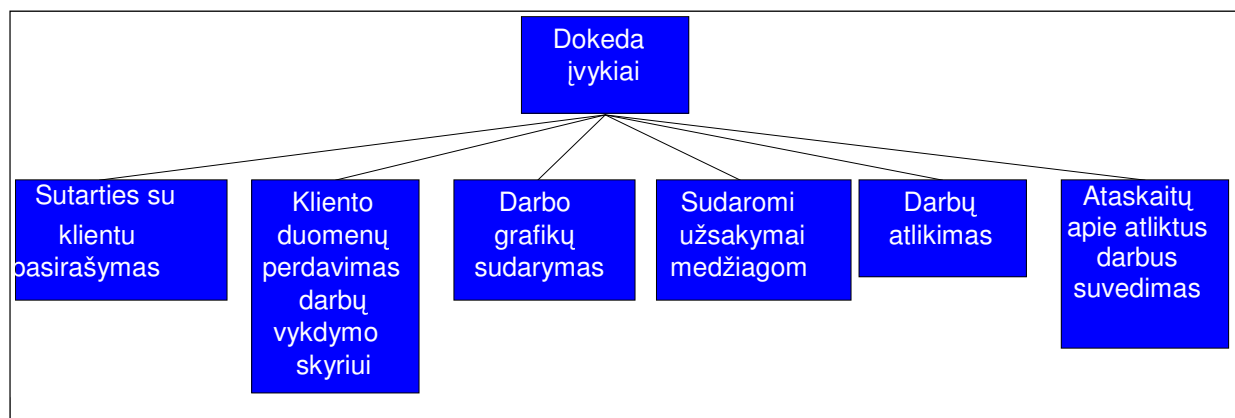 Dokeda
įvykiai
Sutarties su
klientu
pasirašymas
Kliento
duomenų
perdavimas
darbų
vykdymo
skyriui
Darbo
grafikų
sudarymas
Sudaromi
užsakymai
medžiagom
Darbų
atlikimas
Ataskaitų
apie atliktus
darbus
suvedimas